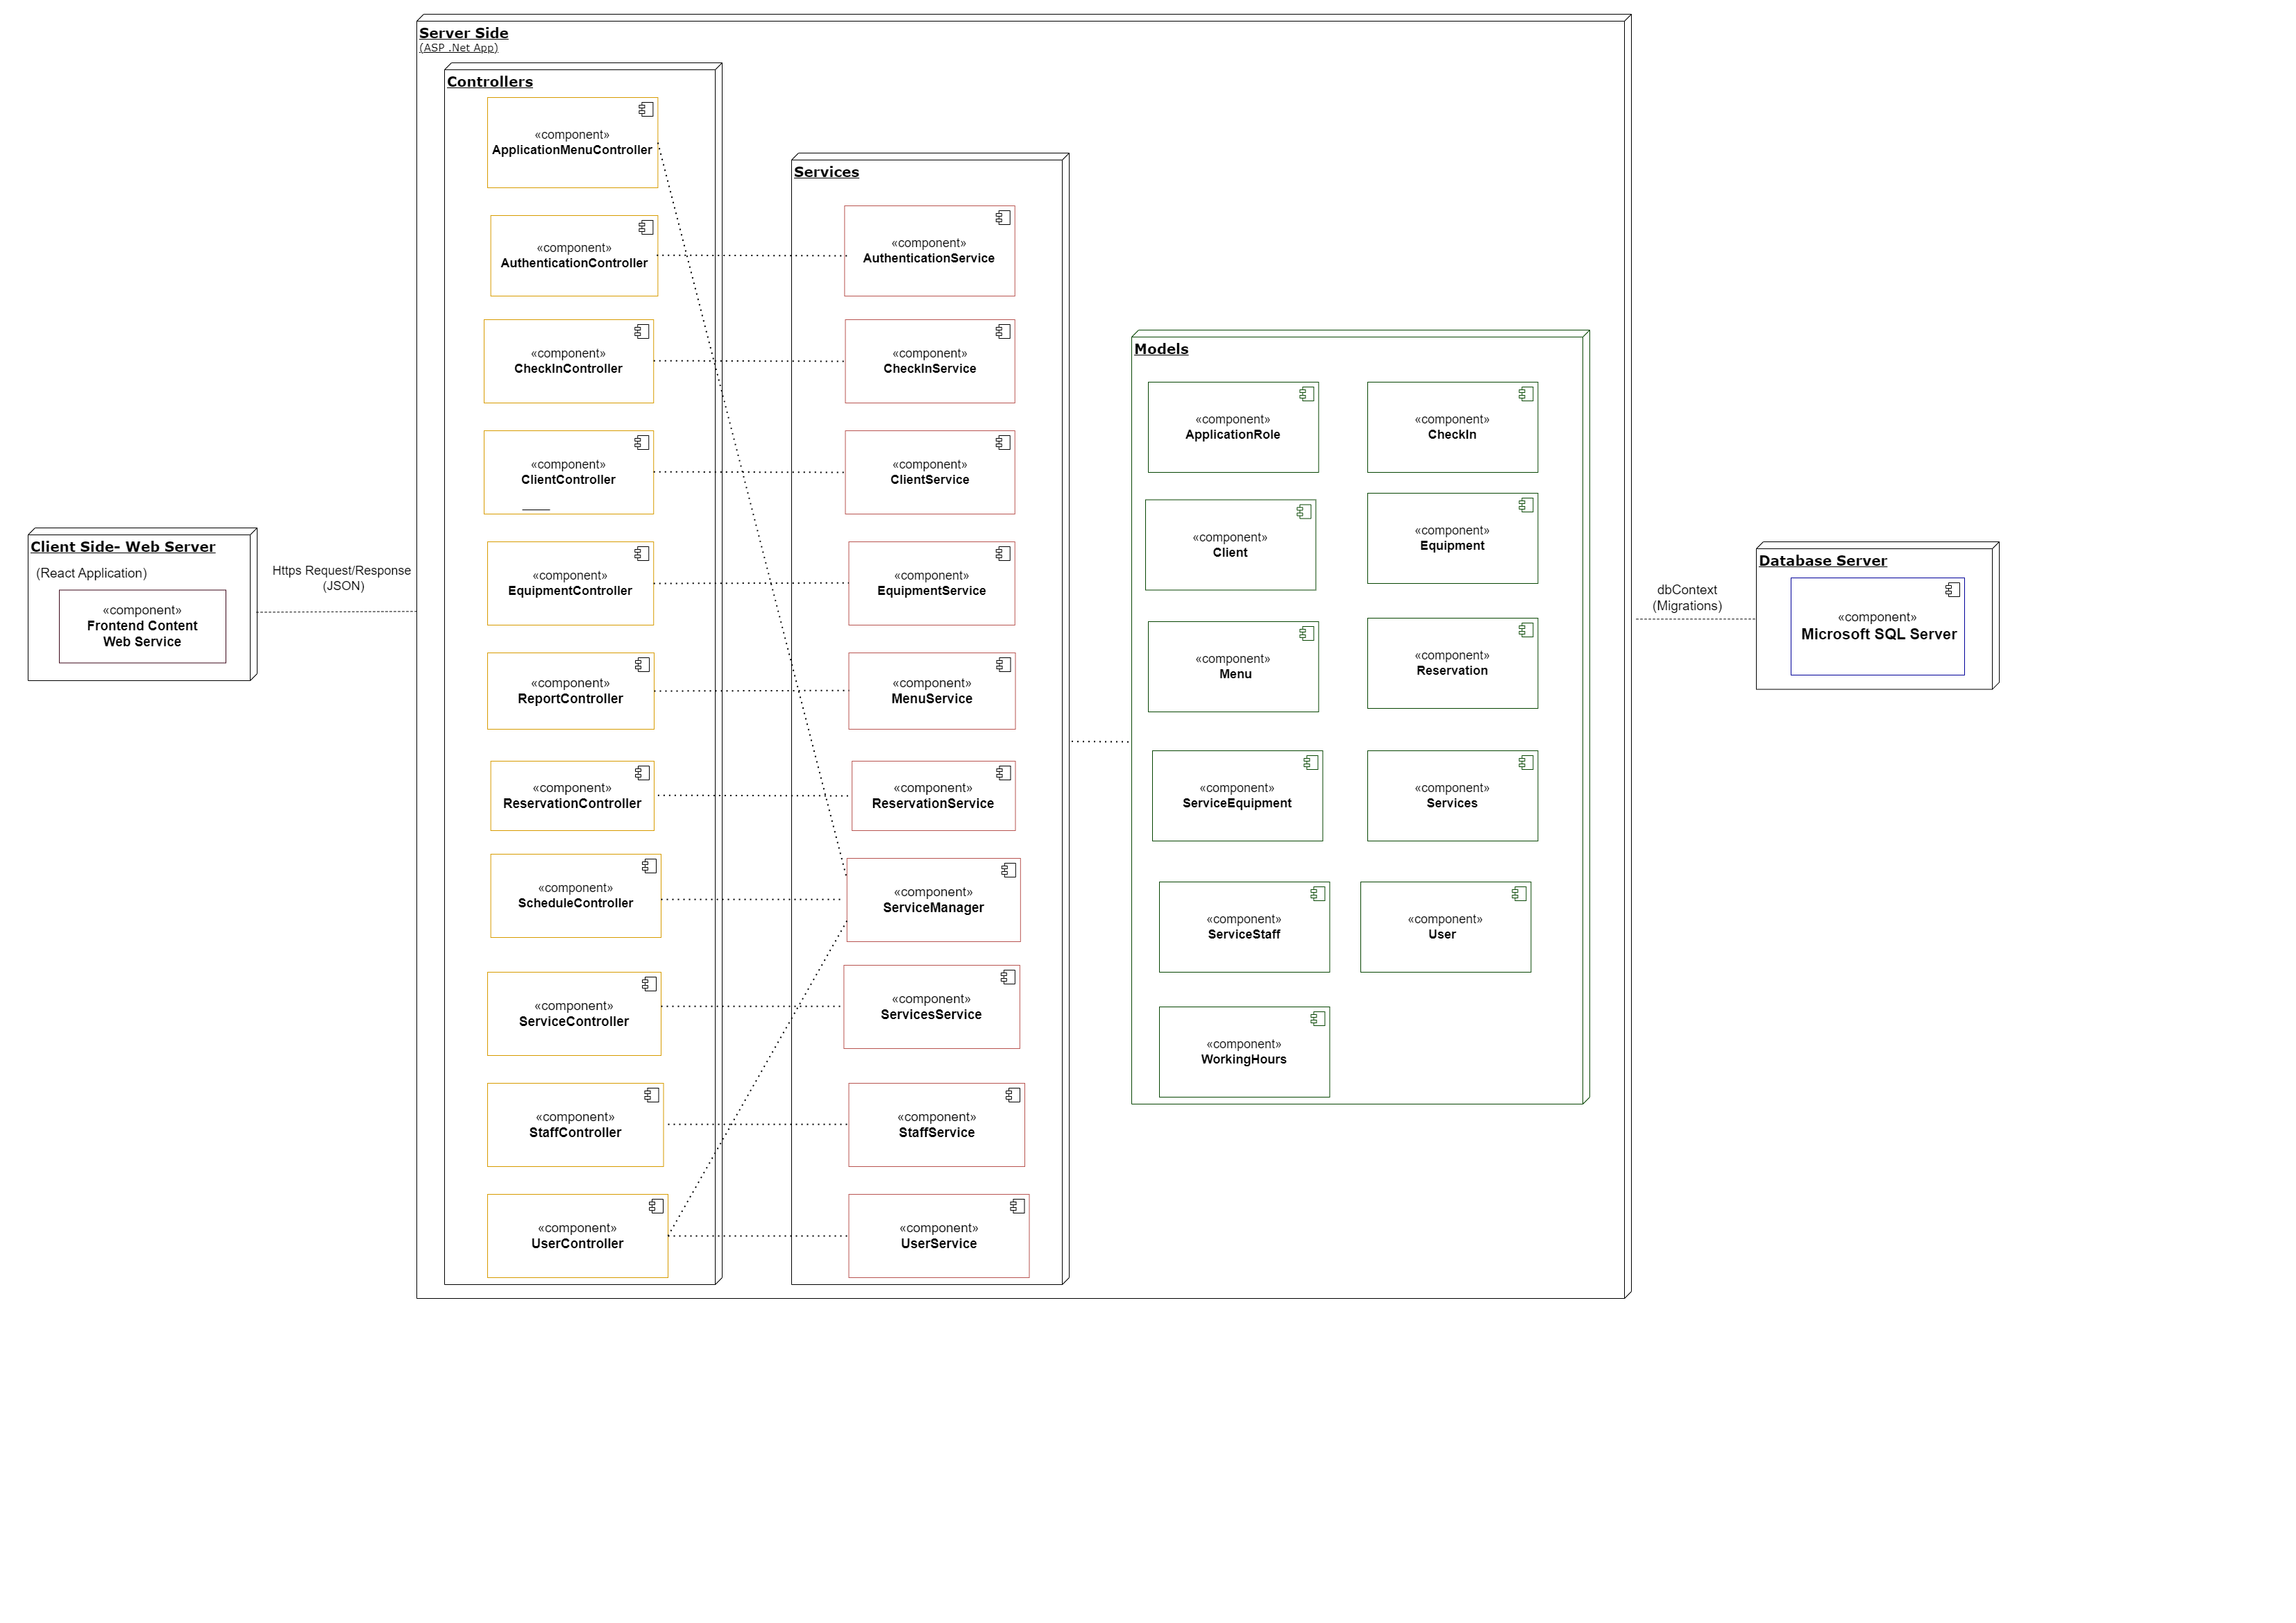 Server Side
(ASP .Net App)
Controllers
«component»
ApplicationMenuController
«component»
AuthenticationController
«component»
CheckInController
«component»
ClientController
«component»
EquipmentController
«component»
ReportController
«component»
ReservationController
«component»
ScheduleController
«component»
ServiceController
«component»
StaffController
«component»
UserController
Services
«component»
AuthenticationService
«component»
CheckInService
«component»
ClientService
«component»
EquipmentService
«component»
MenuService
«component»
ReservationService
«component»
ServiceManager
«component»
ServicesService
«component»
StaffService
«component»
UserService
Models
«component»
ApplicationRole
«component»
CheckIn
«component»
Client
«component»
Equipment
«component»
Menu
«component»
Reservation
«component»
ServiceEquipment
«component»
Services
«component»
ServiceStaff
«component»
User
«component»
WorkingHours
Client Side- Web Server
(React Application)
«component»
Frontend Content
Web Service
Https Request/Response
(JSON)
dbContext
(Migrations)
Database Server
«component»
Microsoft SQL Server